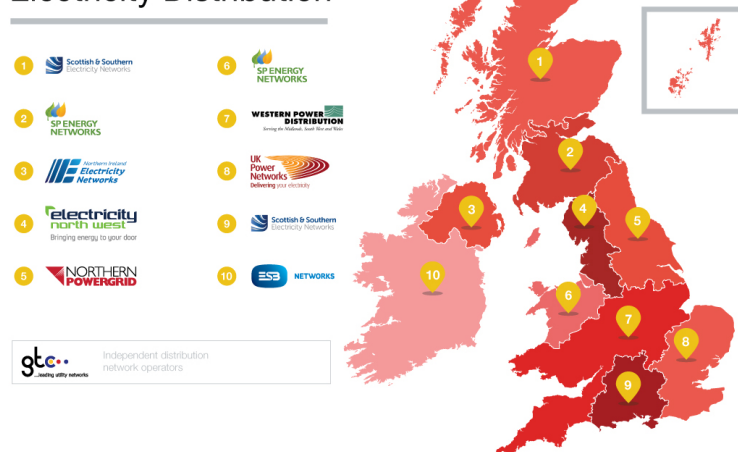 Electricity Distribution
1
Scottish & Southern
Electricity Networks
2
SP ENERGY
NETWORKS
3
Northern Ireland
Electricity
Networks
4
electricity
north west
Bringing energy to your door
5
NORTHERN
POWERGRID
6
SP ENERGY
NETWORKS
7
WESTERN POWER
DISTRIBUTION
Serving the Midlands, South West and Wales
8
UK
Power
Networks
Delivering your electricity
9
Scottish & Southern
Electricity Networks
10
ESB NETWORKS
gtc
...leading utility networks
Independent distribution
network operators
1
2
3
4
5
6
7
8
9
10